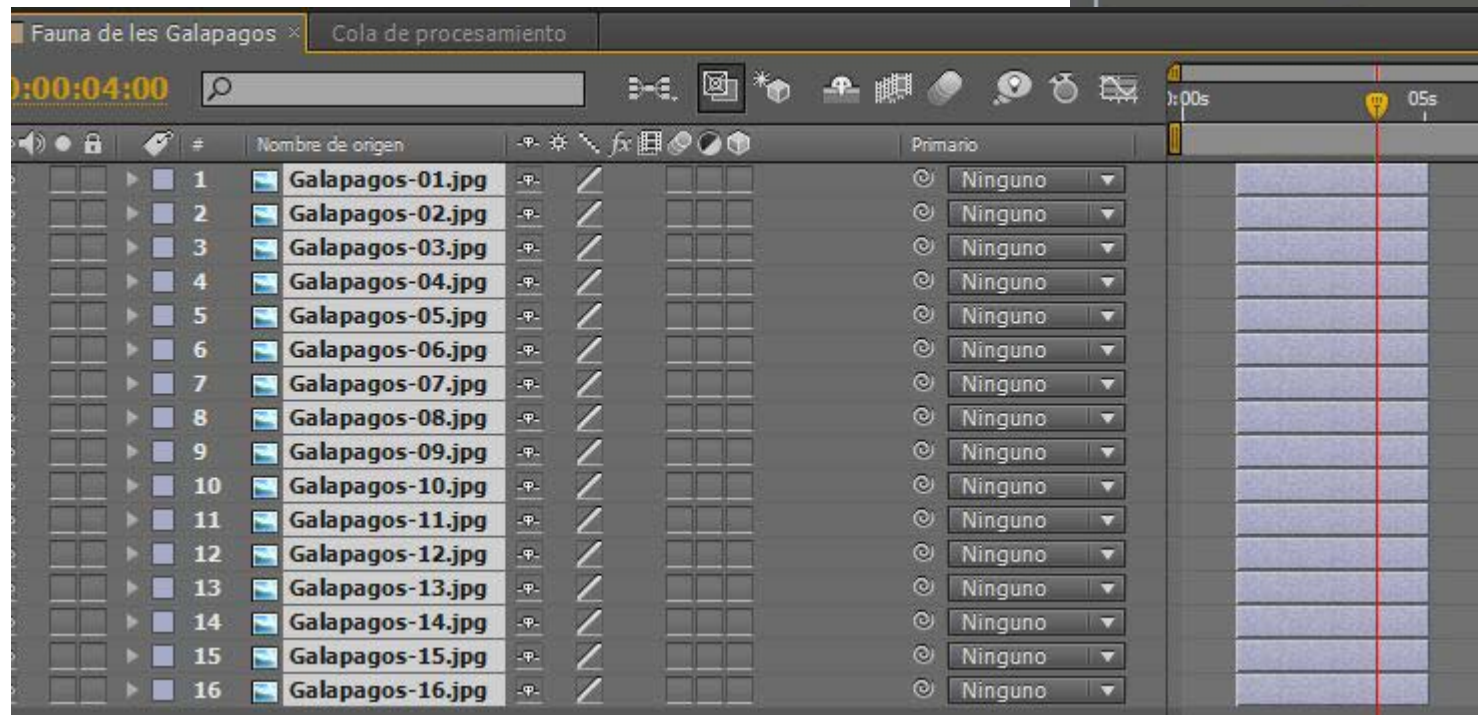 Fauna de les Galapagos × Cola de procesamiento
0:00:04:00
0:00s 05s
# Nombre de origen fx Primario
1 Galapagos-01.jpg Ninguno
2 Galapagos-02.jpg Ninguno
3 Galapagos-03.jpg Ninguno
4 Galapagos-04.jpg Ninguno
5 Galapagos-05.jpg Ninguno
6 Galapagos-06.jpg Ninguno
7 Galapagos-07.jpg Ninguno
8 Galapagos-08.jpg Ninguno
9 Galapagos-09.jpg Ninguno
10 Galapagos-10.jpg Ninguno
11 Galapagos-11.jpg Ninguno
12 Galapagos-12.jpg Ninguno
13 Galapagos-13.jpg Ninguno
14 Galapagos-14.jpg Ninguno
15 Galapagos-15.jpg Ninguno
16 Galapagos-16.jpg Ninguno